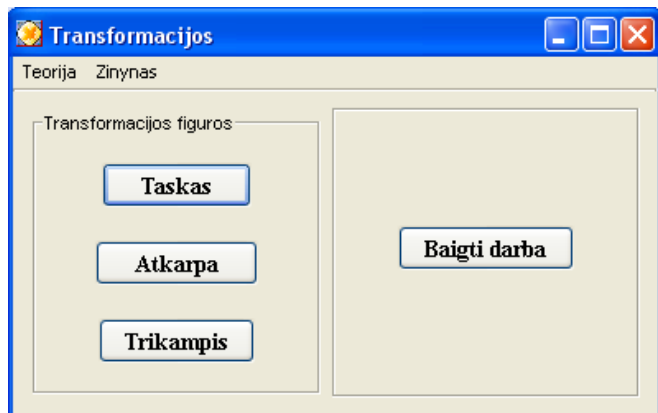 Transformacijos
Teorija Zinynas
Transformacijos figuros
Taskas
Atkarpa
Trikampis
Baigti darba